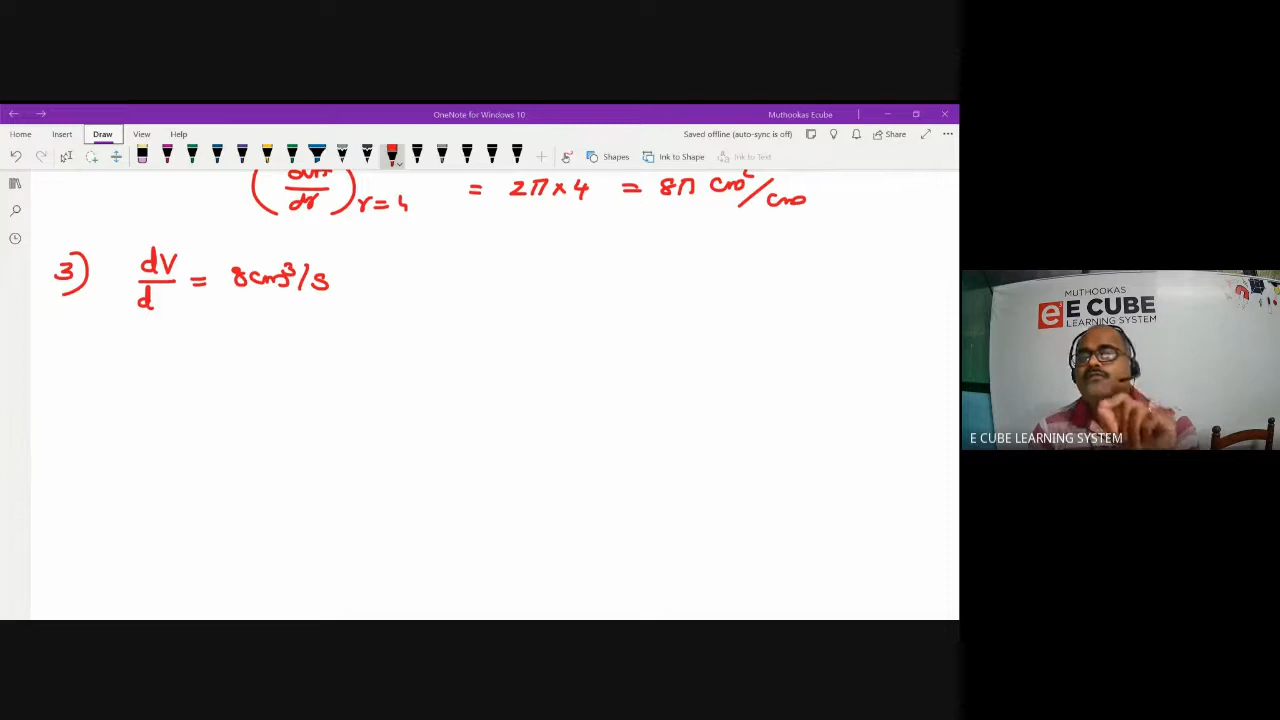 OneNote for Windows 10
Muthookas Ecube
Home Insert Draw View Help
Saved offline (auto-sync is off) Share
Shapes Ink to Shape Ink to Text
dr r=4 = 2π×4 = 8π cm²/cm
3) dV/d = 8cm³/s
MUTHOOKAS
e³ E CUBE
LEARNING SYSTEM
E CUBE LEARNING SYSTEM